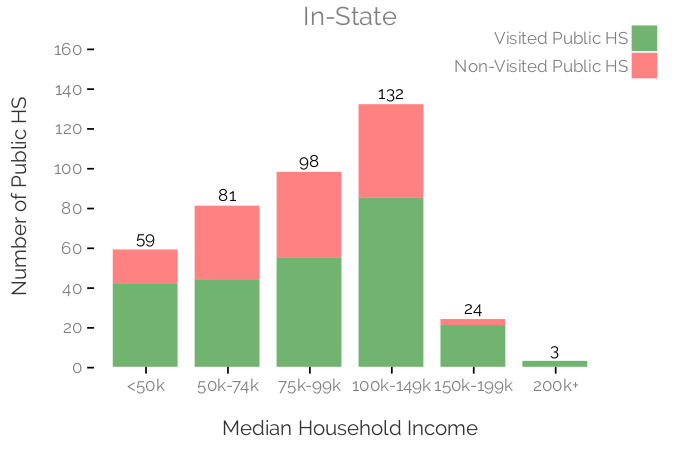 In-State
Visited Public HS
Non-Visited Public HS
Number of Public HS
160
140
120
100
80
60
40
20
0
59
81
98
132
24
3
<50k
50k-74k
75k-99k
100k-149k
150k-199k
200k+
Median Household Income